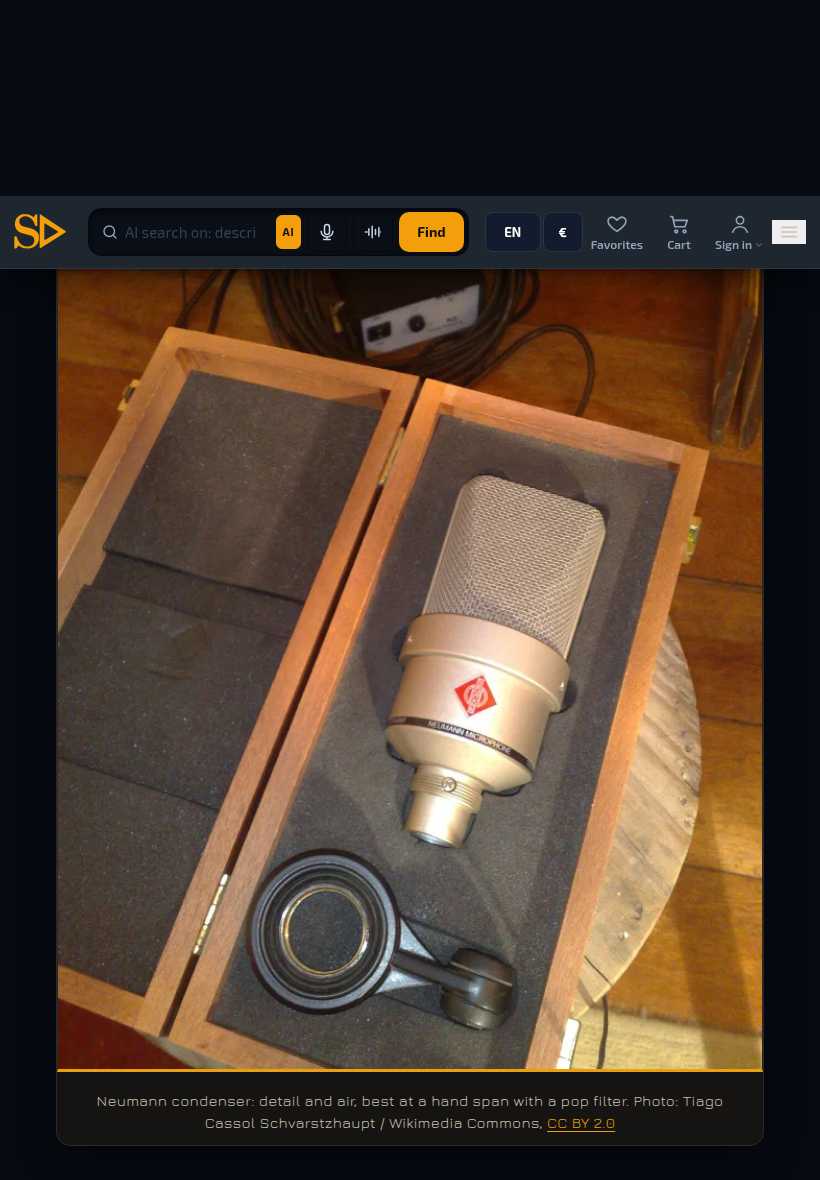 SD
AI search on: descri
AI
Find
EN
€
Favorites
Cart
Sign in
NEUMANN MICROPHONE
Neumann condenser: detail and air, best at a hand span with a pop filter. Photo: Tiago
Cassol Schvarstzhaupt / Wikimedia Commons, CC BY 2.0